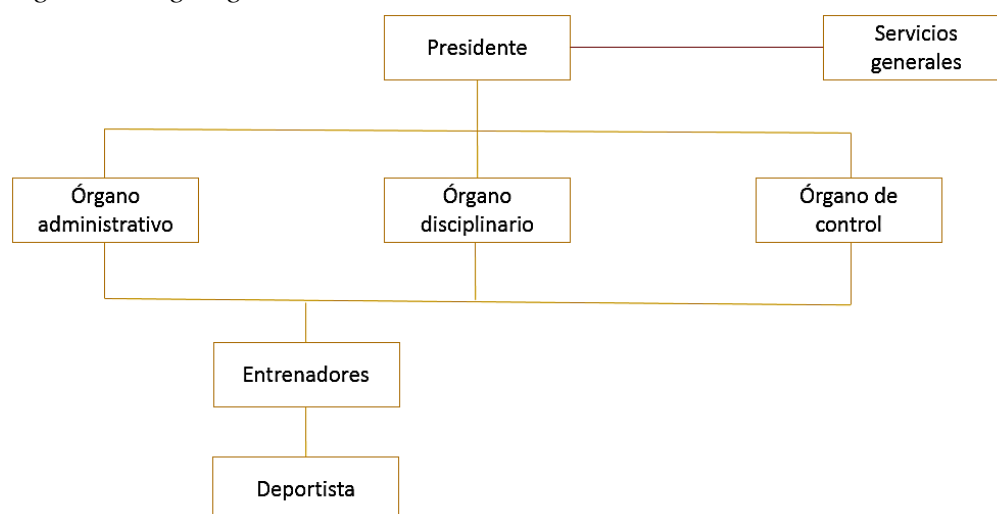 Presidente
Servicios
generales
Órgano
administrativo
Órgano
disciplinario
Órgano de
control
Entrenadores
Deportista